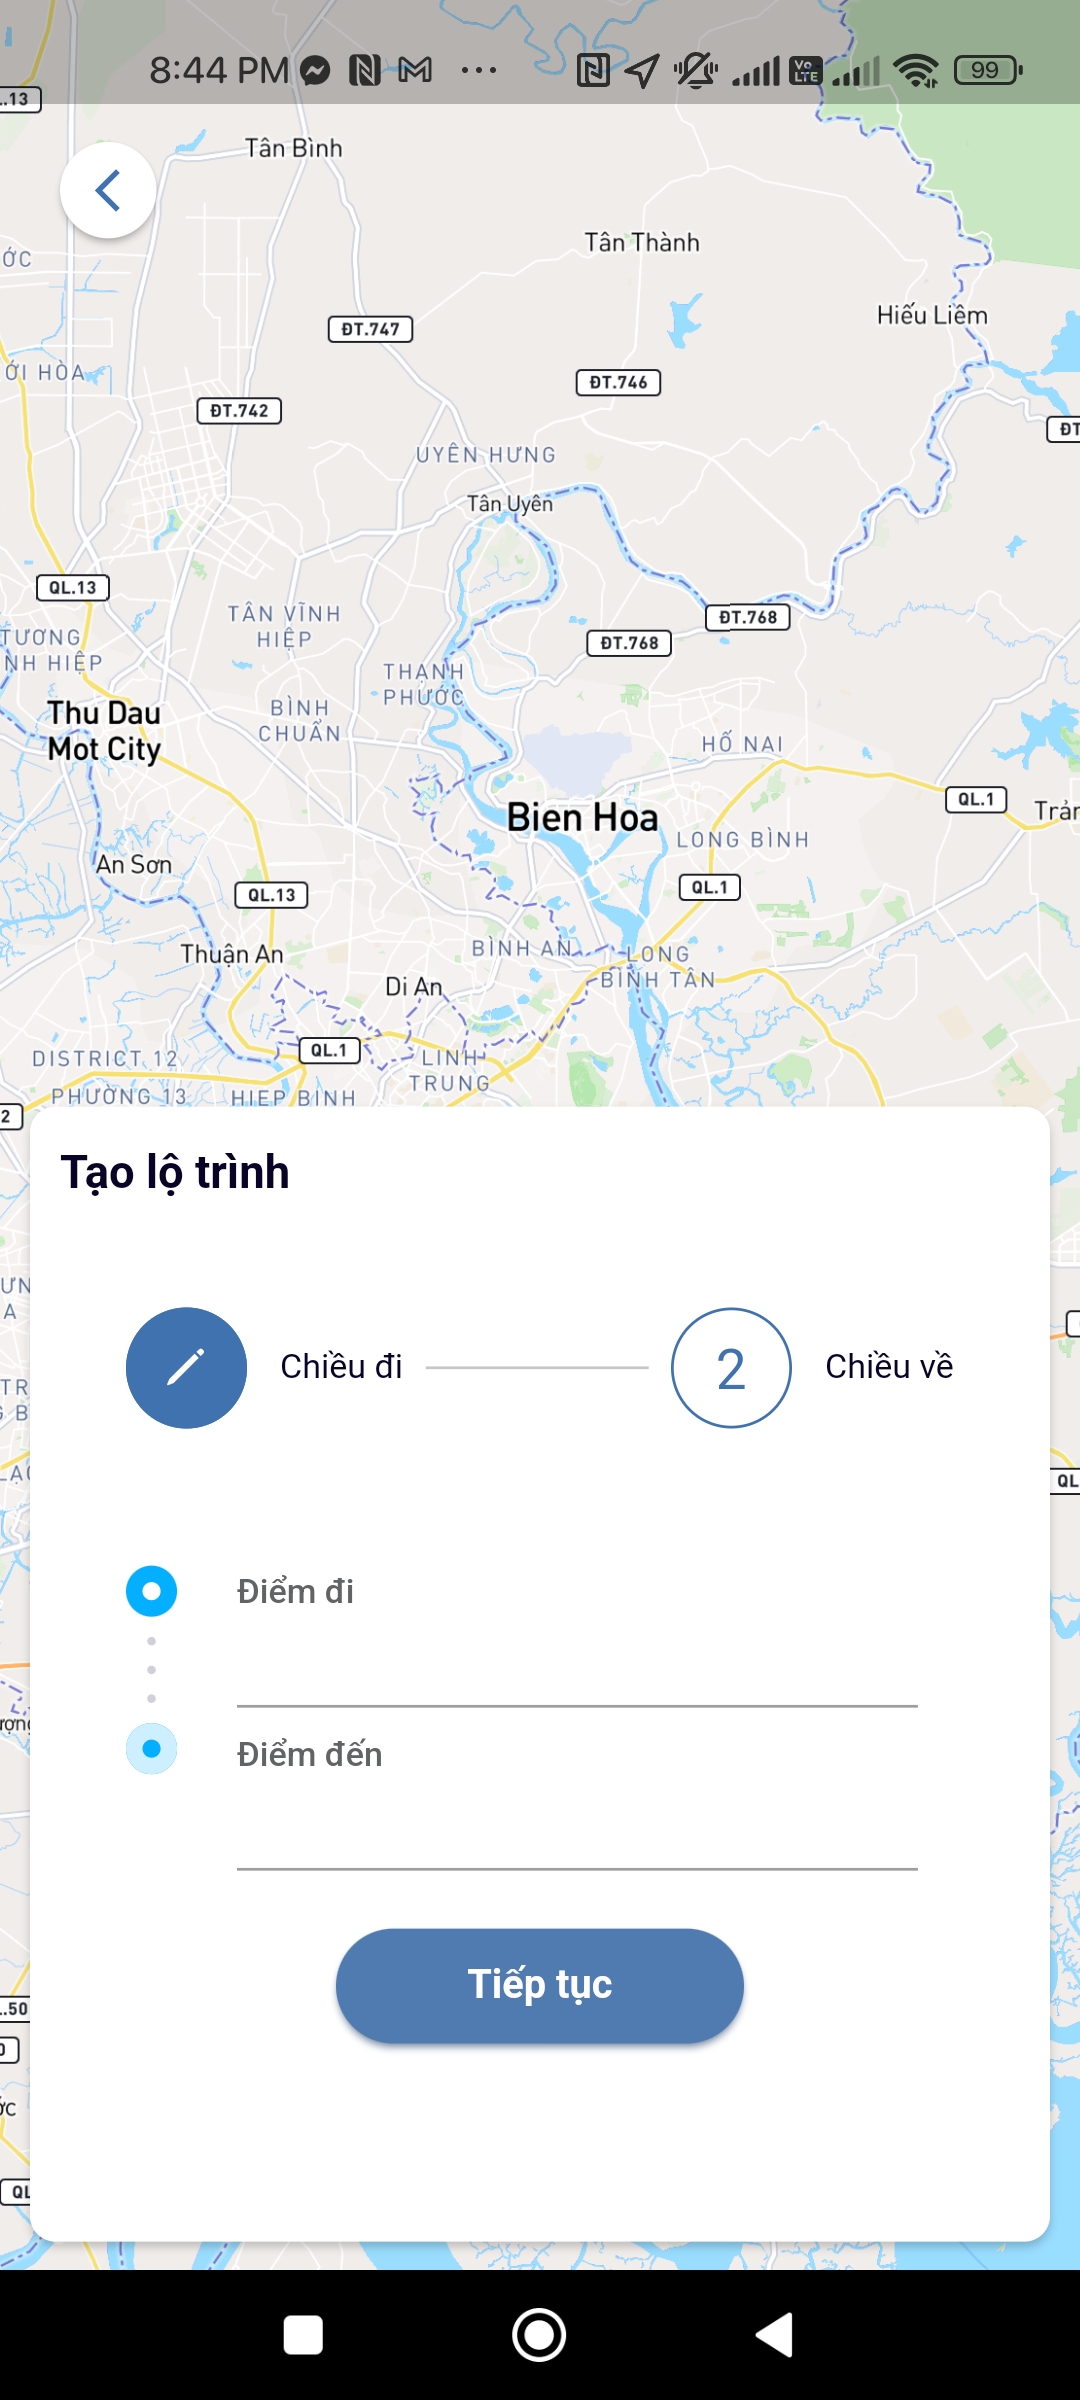 8:44 PM
99
Tân Bình
Tân Thành
Hiếu Liêm
ĐT.747
ĐT.746
ĐT.742
UYÊN HƯNG
Tân Uyên
QL.13
ĐT.768
ĐT.768
TÂN VĨNH
HIỆP
THẠNH
PHƯỚC
BÌNH
CHUẨN
Thu Dau
Mot City
HỐ NAI
QL.1
Bien Hoa
LONG BÌNH
An Sơn
QL.13
QL.1
Thuận An
BÌNH AN
LONG
BÌNH TÂN
Di An
QL.1
DISTRICT 12
LINH
TRUNG
PHƯỜNG 13
HIEP BINH
Tạo lộ trình
Chiều đi
2
Chiều về
Điểm đi
Điểm đến
Tiếp tục